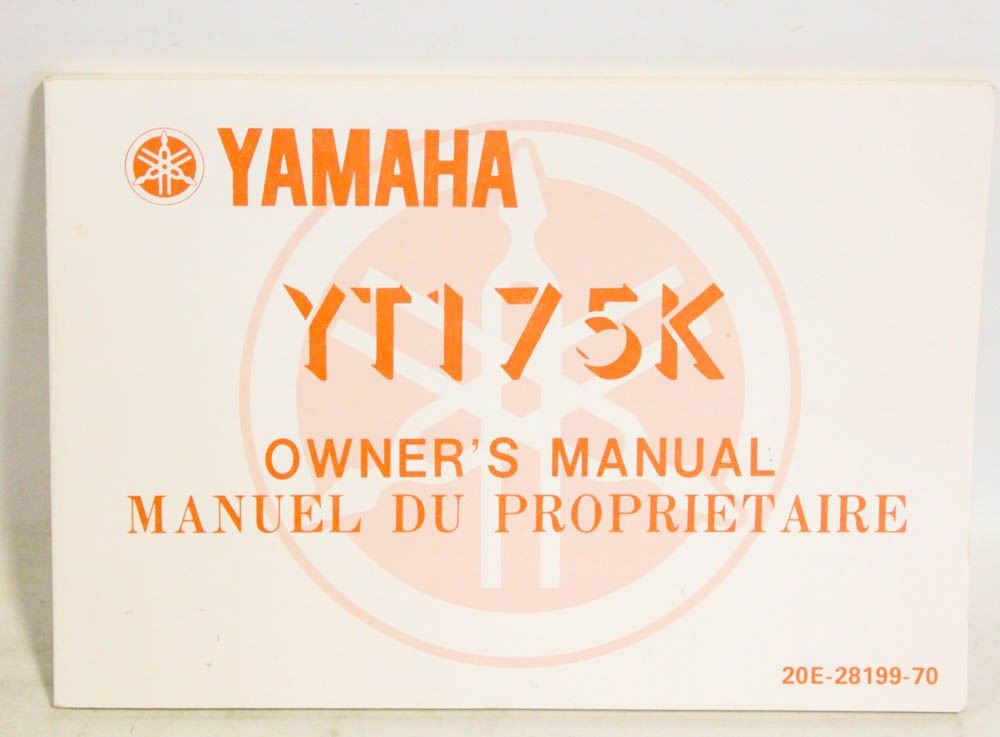 YAMAHA
YT175K
OWNER'S MANUAL
MANUEL DU PROPRIETAIRE
20E-28199-70